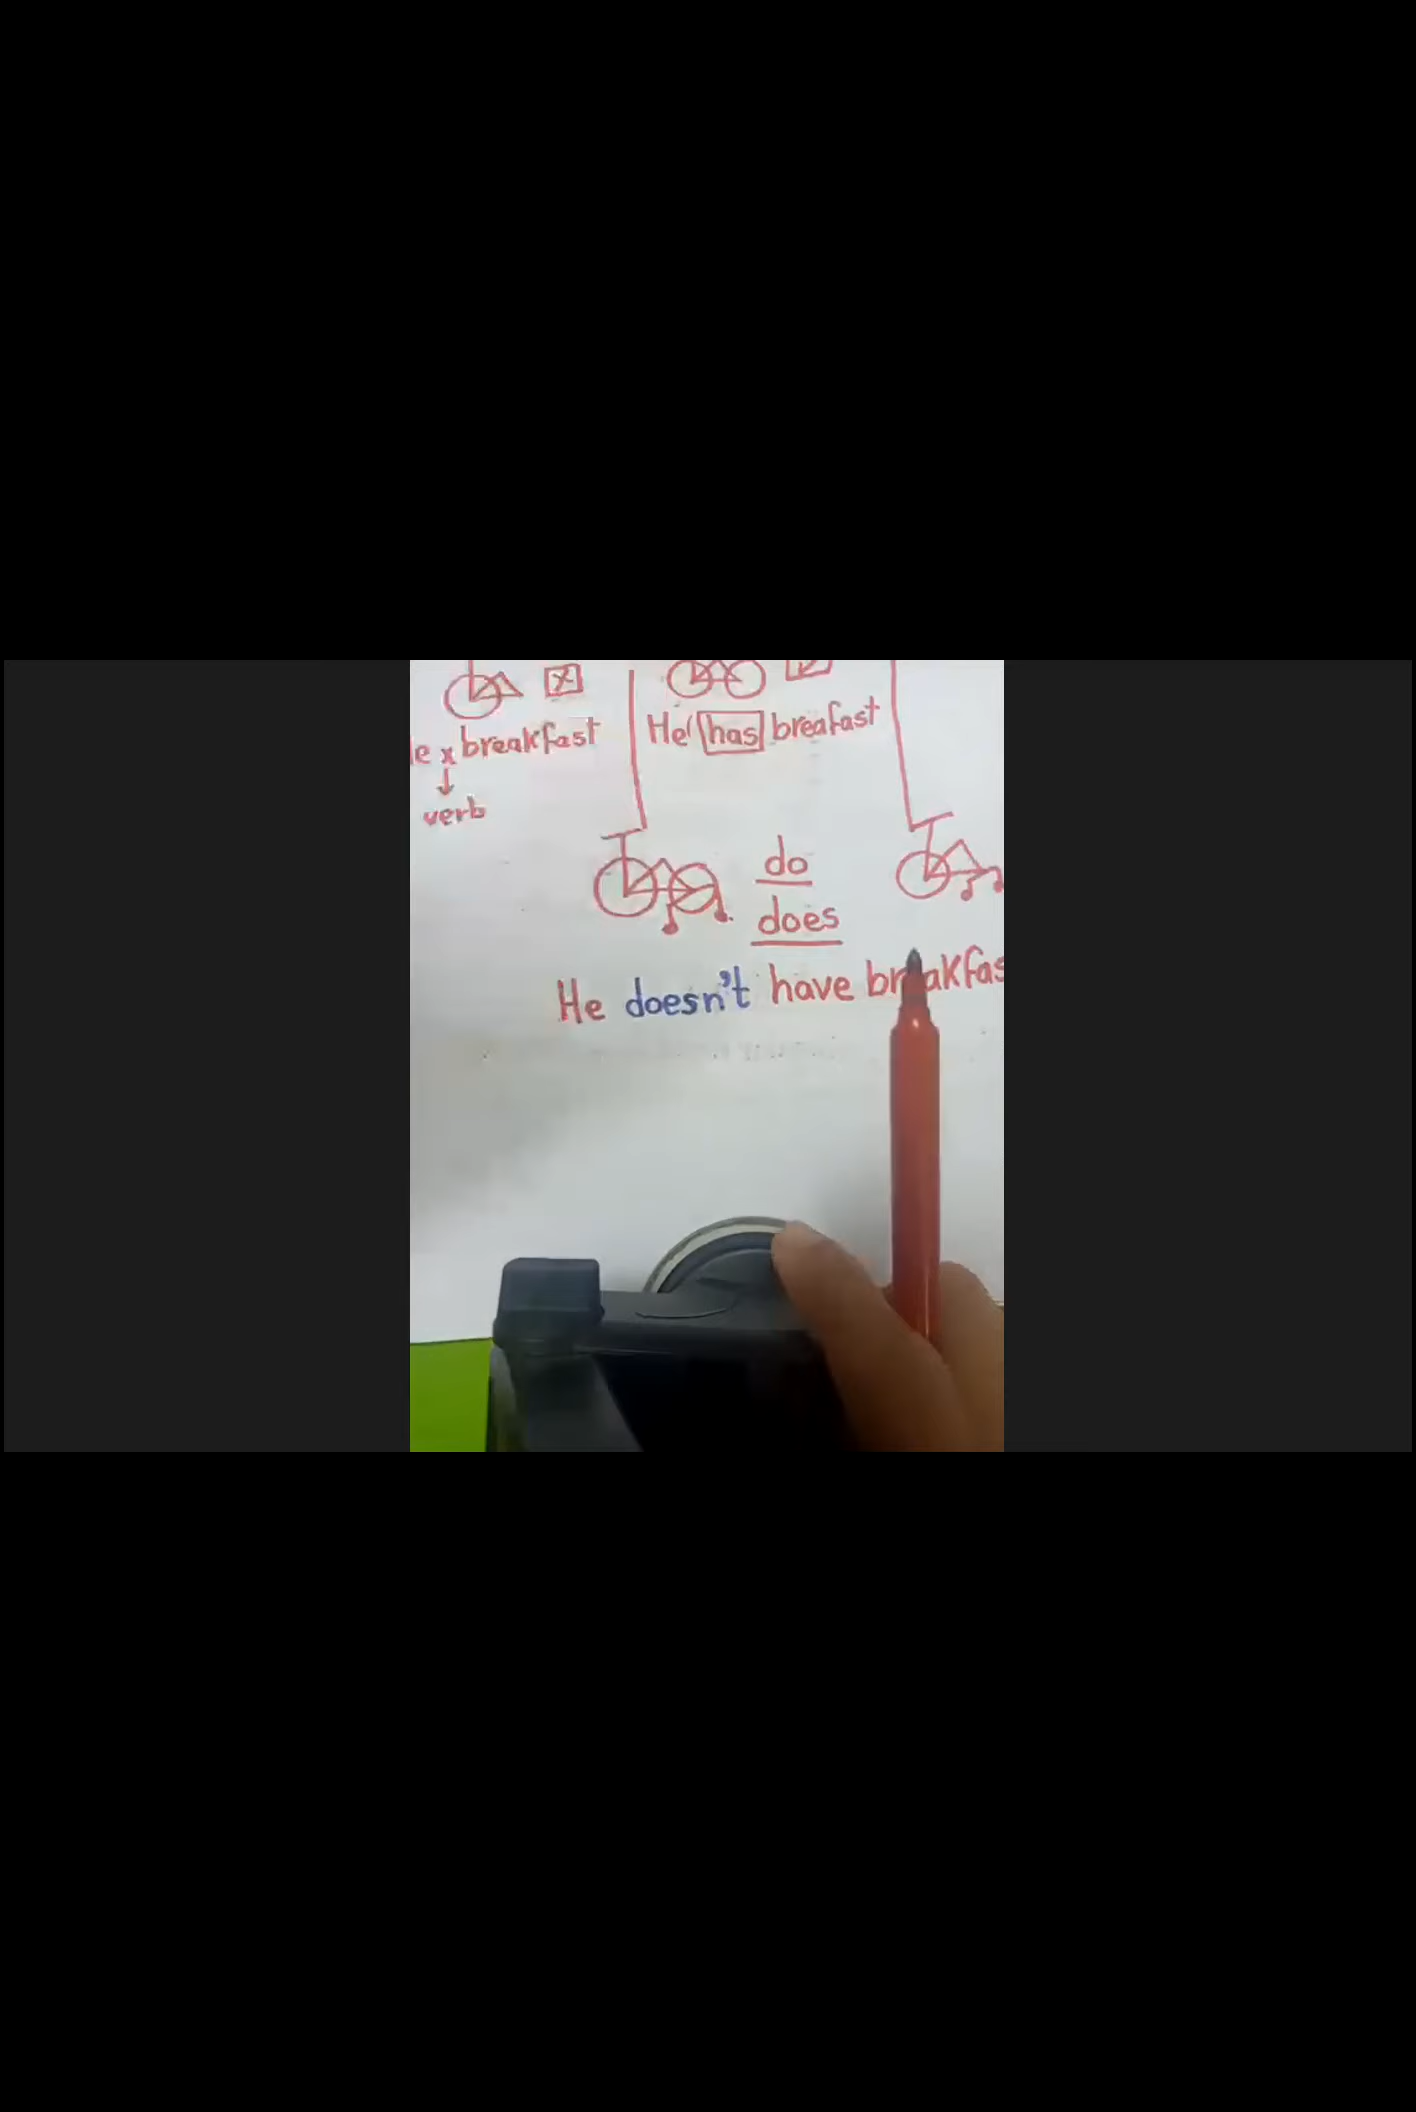 breakfast
x
verb
He has breafast
do
does
He doesn't have